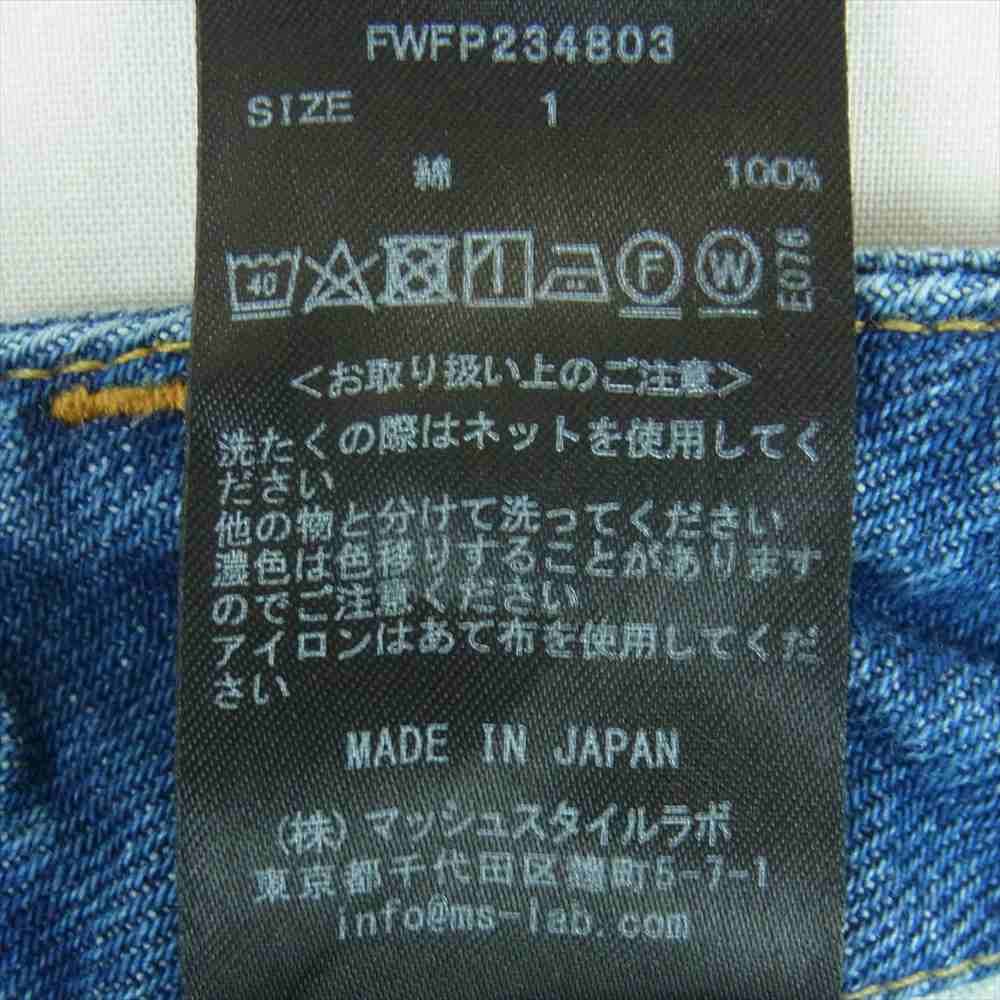 FWFP234803
SIZE 1
綿 100%
40 F W E076
<お取り扱い上のご注意>
洗たくの際はネットを使用してく
ださい
他の物と分けて洗ってください
濃色は色移りすることがあります
のでご注意ください
アイロンはあて布を使用してくだ
さい
MADE IN JAPAN
(株)マッシュスタイルラボ
東京都千代田区麹町5-7-1
info@ms-lab.com